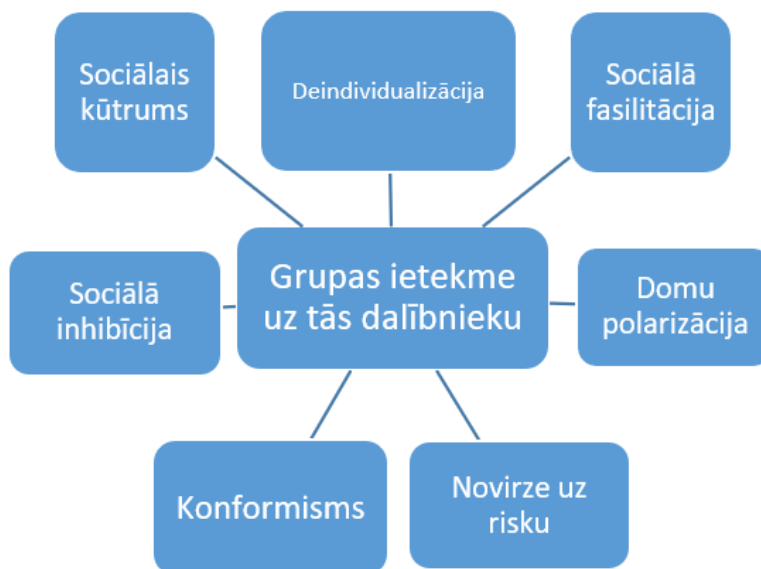 Sociālais
kūtrums
Deindividualizācija
Sociālā
fasilitācija
Sociālā
inhibīcija
Grupas ietekme
uz tās dalībnieku
Domu
polarizācija
Konformisms
Novirze uz
risku